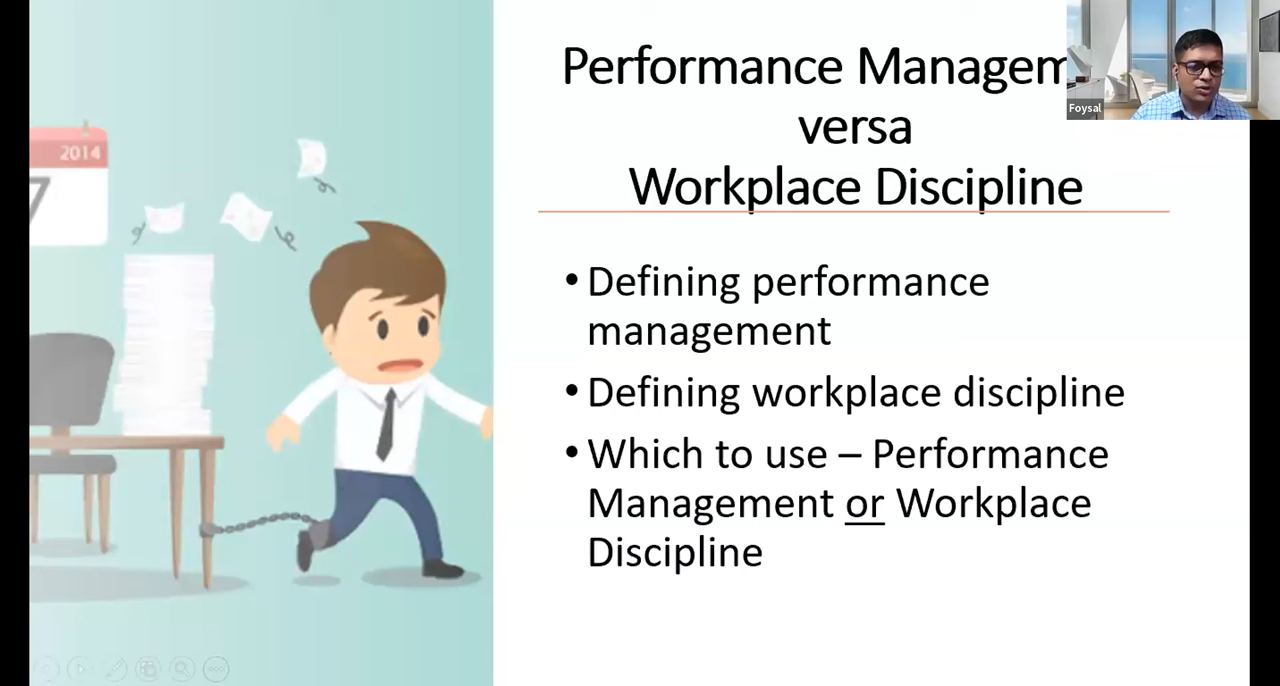 Performance Managem
versa
Workplace Discipline
Foysal
2014
7
• Defining performance
management
• Defining workplace discipline
• Which to use – Performance
Management or Workplace
Discipline